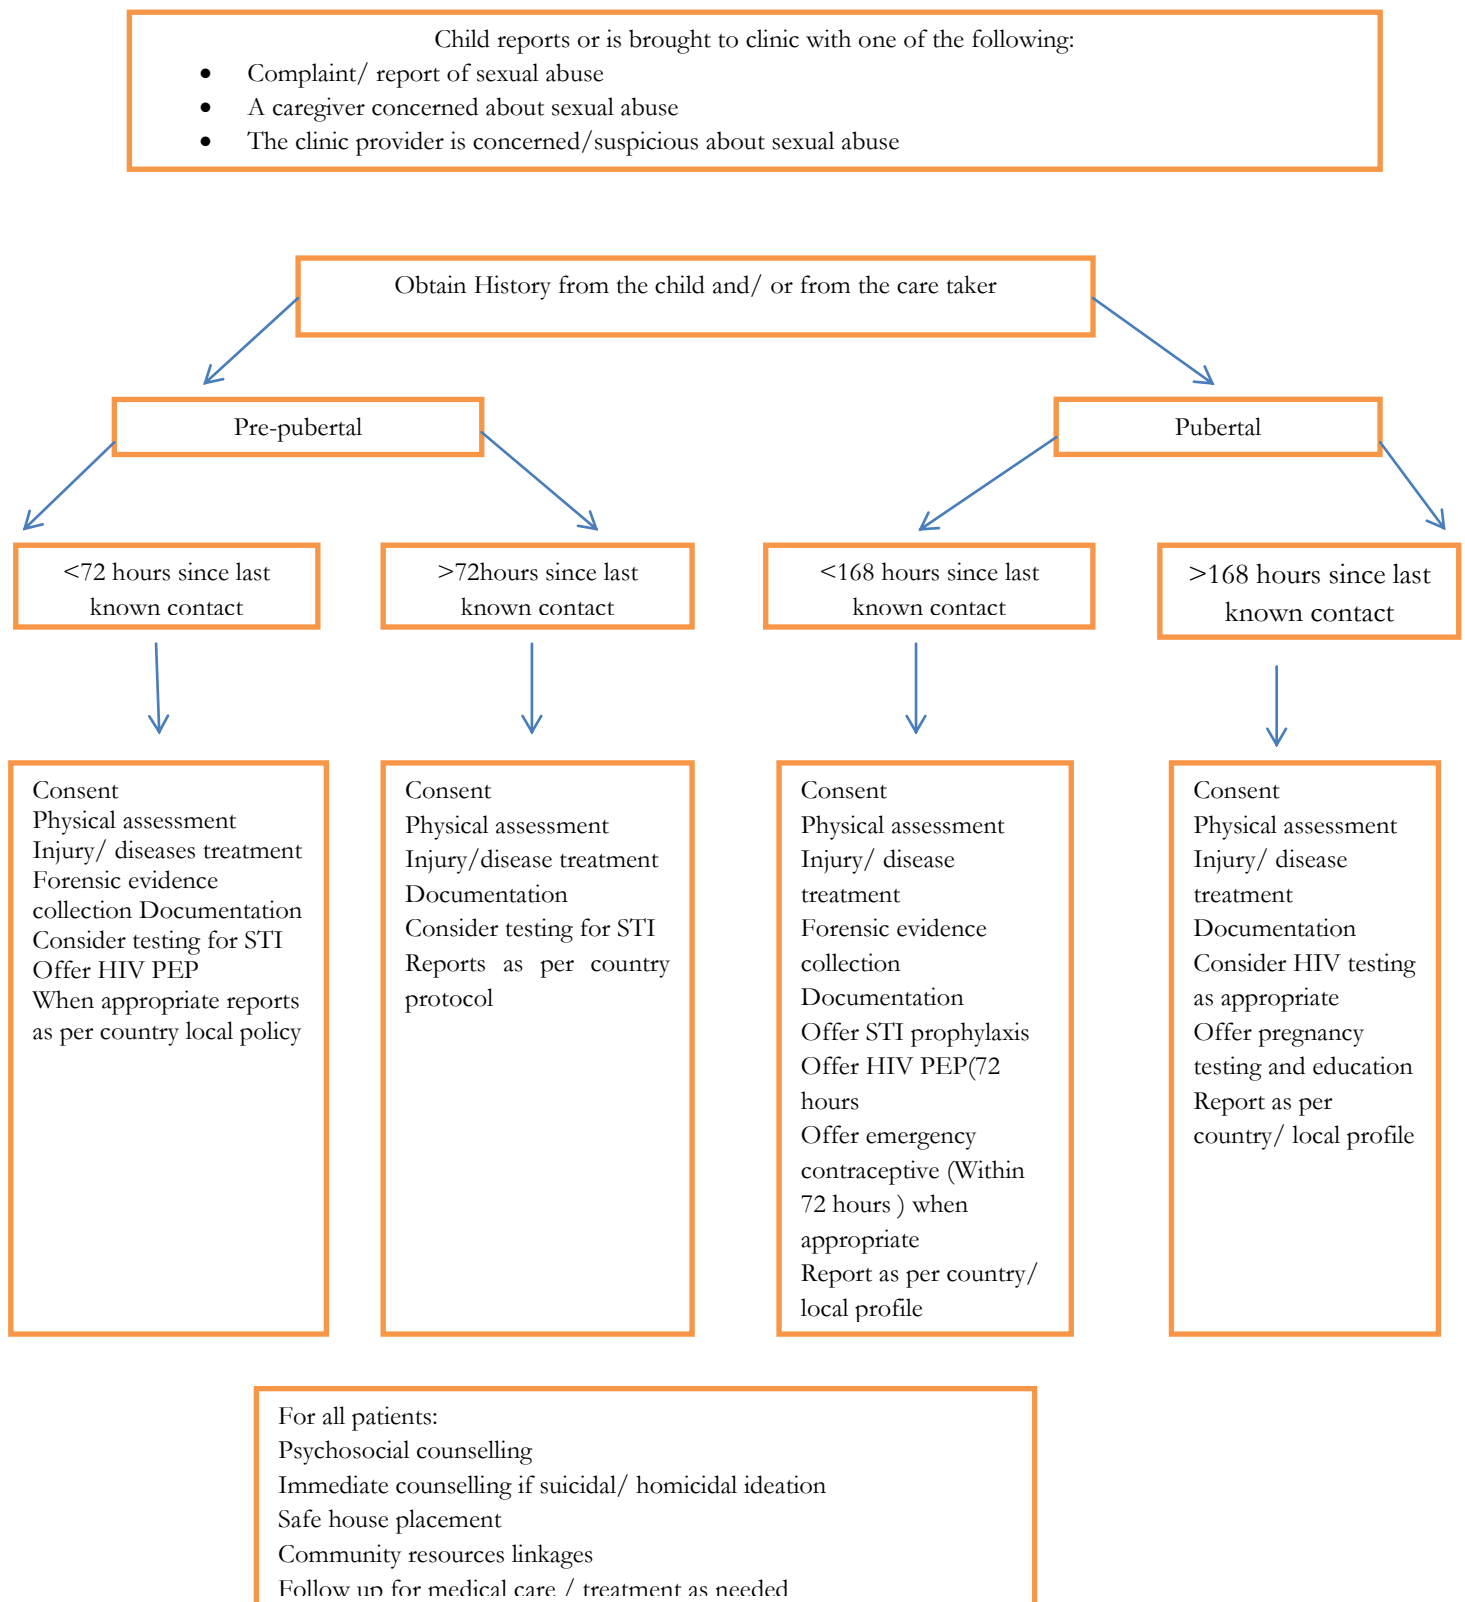 Child reports or is brought to clinic with one of the following:
• Complaint/ report of sexual abuse
• A caregiver concerned about sexual abuse
• The clinic provider is concerned/suspicious about sexual abuse
Obtain History from the child and/ or from the care taker
Pre-pubertal
Pubertal
<72 hours since last
known contact
>72hours since last
known contact
<168 hours since last
known contact
>168 hours since last
known contact
Consent
Physical assessment
Injury/ diseases treatment
Forensic evidence
collection Documentation
Consider testing for STI
Offer HIV PEP
When appropriate reports
as per country local policy
Consent
Physical assessment
Injury/disease treatment
Documentation
Consider testing for STI
Reports as per country
protocol
Consent
Physical assessment
Injury/ disease
treatment
Forensic evidence
collection
Documentation
Offer STI prophylaxis
Offer HIV PEP(72
hours
Offer emergency
contraceptive (Within
72 hours ) when
appropriate
Report as per country/
local profile
Consent
Physical assessment
Injury/ disease
treatment
Documentation
Consider HIV testing
as appropriate
Offer pregnancy
testing and education
Report as per
country/ local profile
For all patients:
Psychosocial counselling
Immediate counselling if suicidal/ homicidal ideation
Safe house placement
Community resources linkages
Follow up for medical care / treatment as needed